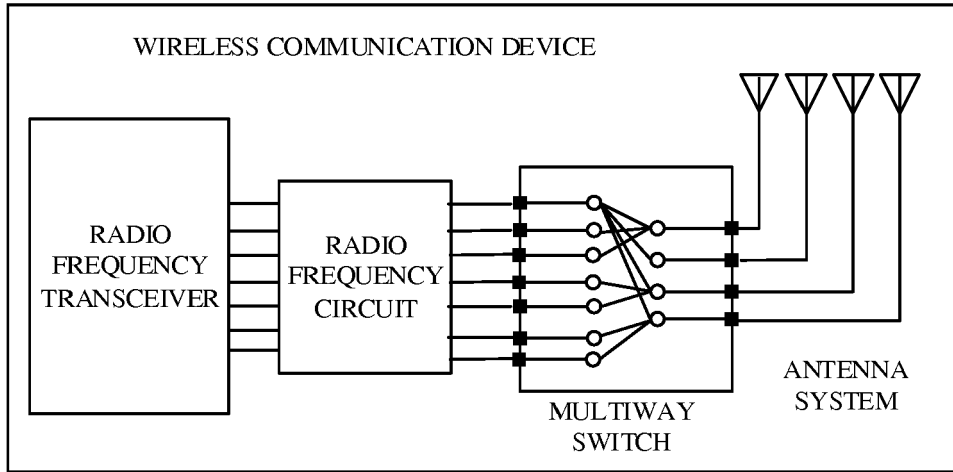 WIRELESS COMMUNICATION DEVICE
RADIO
FREQUENCY
TRANSCEIVER
RADIO
FREQUENCY
CIRCUIT
MULTIWAY
SWITCH
ANTENNA
SYSTEM